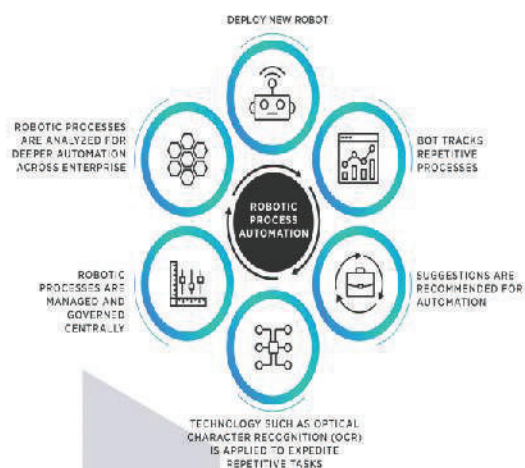 DEPLOY NEW ROBOT
BOT TRACKS
REPETITIVE
PROCESSES
SUGGESTIONS ARE
RECOMMENDED FOR
AUTOMATION
TECHNOLOGY SUCH AS OPTICAL
CHARACTER RECOGNITION (OCR)
IS APPLIED TO EXPEDITE
REPETITIVE TASKS
ROBOTIC
PROCESSES ARE
MANAGED AND
GOVERNED
CENTRALLY
ROBOTIC PROCESSES
ARE ANALYZED FOR
DEEPER AUTOMATION
ACROSS ENTERPRISE
ROBOTIC
PROCESS
AUTOMATION